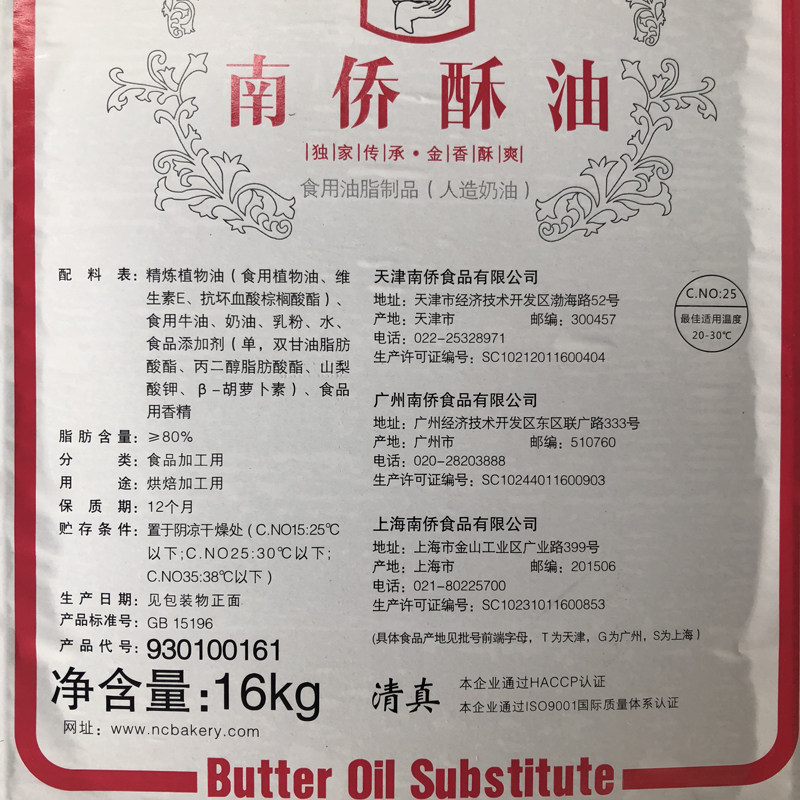 南侨酥油
|独|家|传|承|•|金|香|酥|爽|
食用油脂制品（人造奶油）
配料表：精炼植物油（食用植物油、维
生素E、抗坏血酸棕榈酸酯）、
食用牛油、奶油、乳粉、水、
食品添加剂（单，双甘油脂肪
酸酯、丙二醇脂肪酸酯、山梨
酸钾、β-胡萝卜素）、食品
用香精
脂肪含量：≥80%
分类：食品加工用
用途：烘焙加工用
保质期：12个月
贮存条件：置于阴凉干燥处（C.NO15:25℃
以下;C.NO25:30℃以下;
C.NO35:38℃以下）
生产日期：见包装物正面
产品标准号：GB 15196
产品代号：930100161
净含量：16kg
网址：www.ncbakery.com
天津南侨食品有限公司
地址：天津市经济技术开发区渤海路52号
产地：天津市 邮编：300457
电话：022-25328971
生产许可证编号：SC10212011600404
广州南侨食品有限公司
地址：广州经济技术开发区东区联广路333号
产地：广州市 邮编：510760
电话：020-28203888
生产许可证编号：SC10244011600903
上海南侨食品有限公司
地址：上海市金山工业区广业路399号
产地：上海市 邮编：201506
电话：021-80225700
生产许可证编号：SC10231011600853
（具体食品产地见批号前端字母，T为天津，G为广州，S为上海）
C.NO:25
最佳适用温度
20-30℃
清真
本企业通过HACCP认证
本企业通过ISO9001国际质量体系认证
Butter Oil Substitute